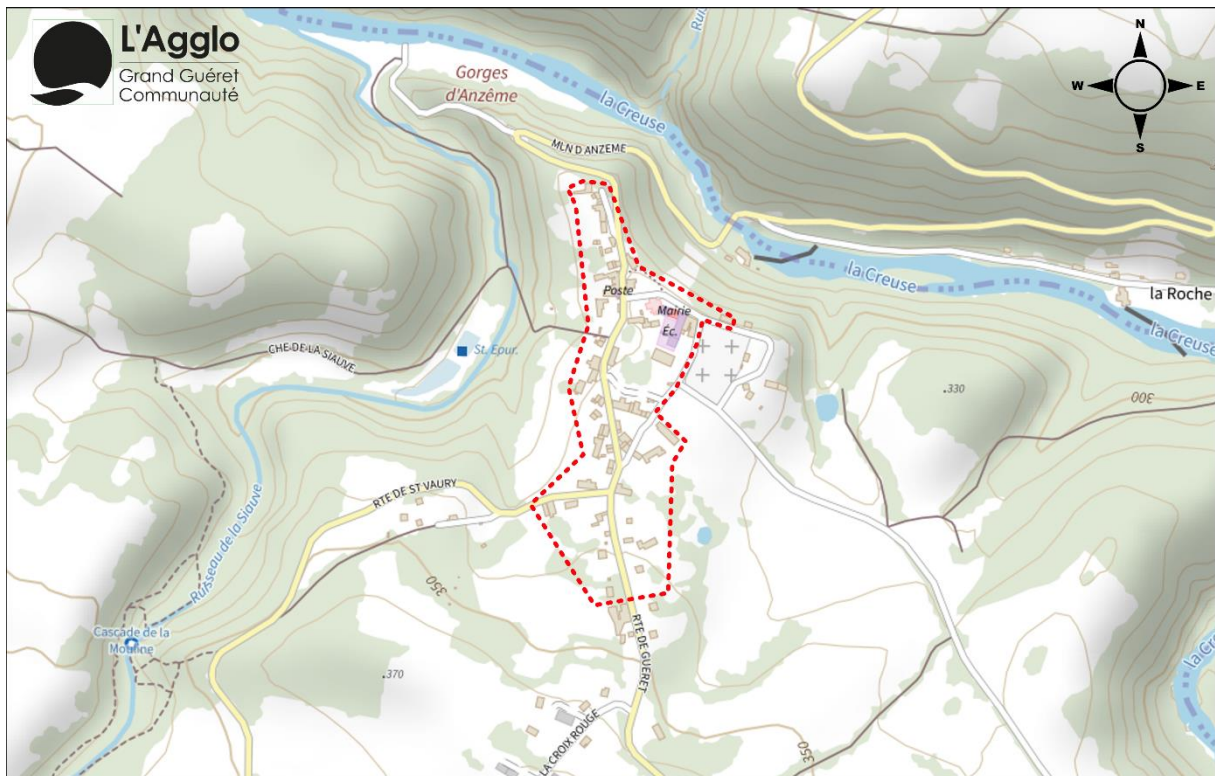 L'Agglo
Grand Guéret
Communauté
N
W
E
S
Gorges
d'Anzême
la Creuse
MLN D'ANZEME
Poste
Mairie
Éc.
la Creuse
la Roche
la Creuse
St. Epur.
CHE DE LA SIAUVE
.330
300
RTE DE ST VAURY
Ruisseau de la Siauve
350
Cascade de la
Mouline
.370
RTE DE GUERET
LA CROIX ROUGE
350